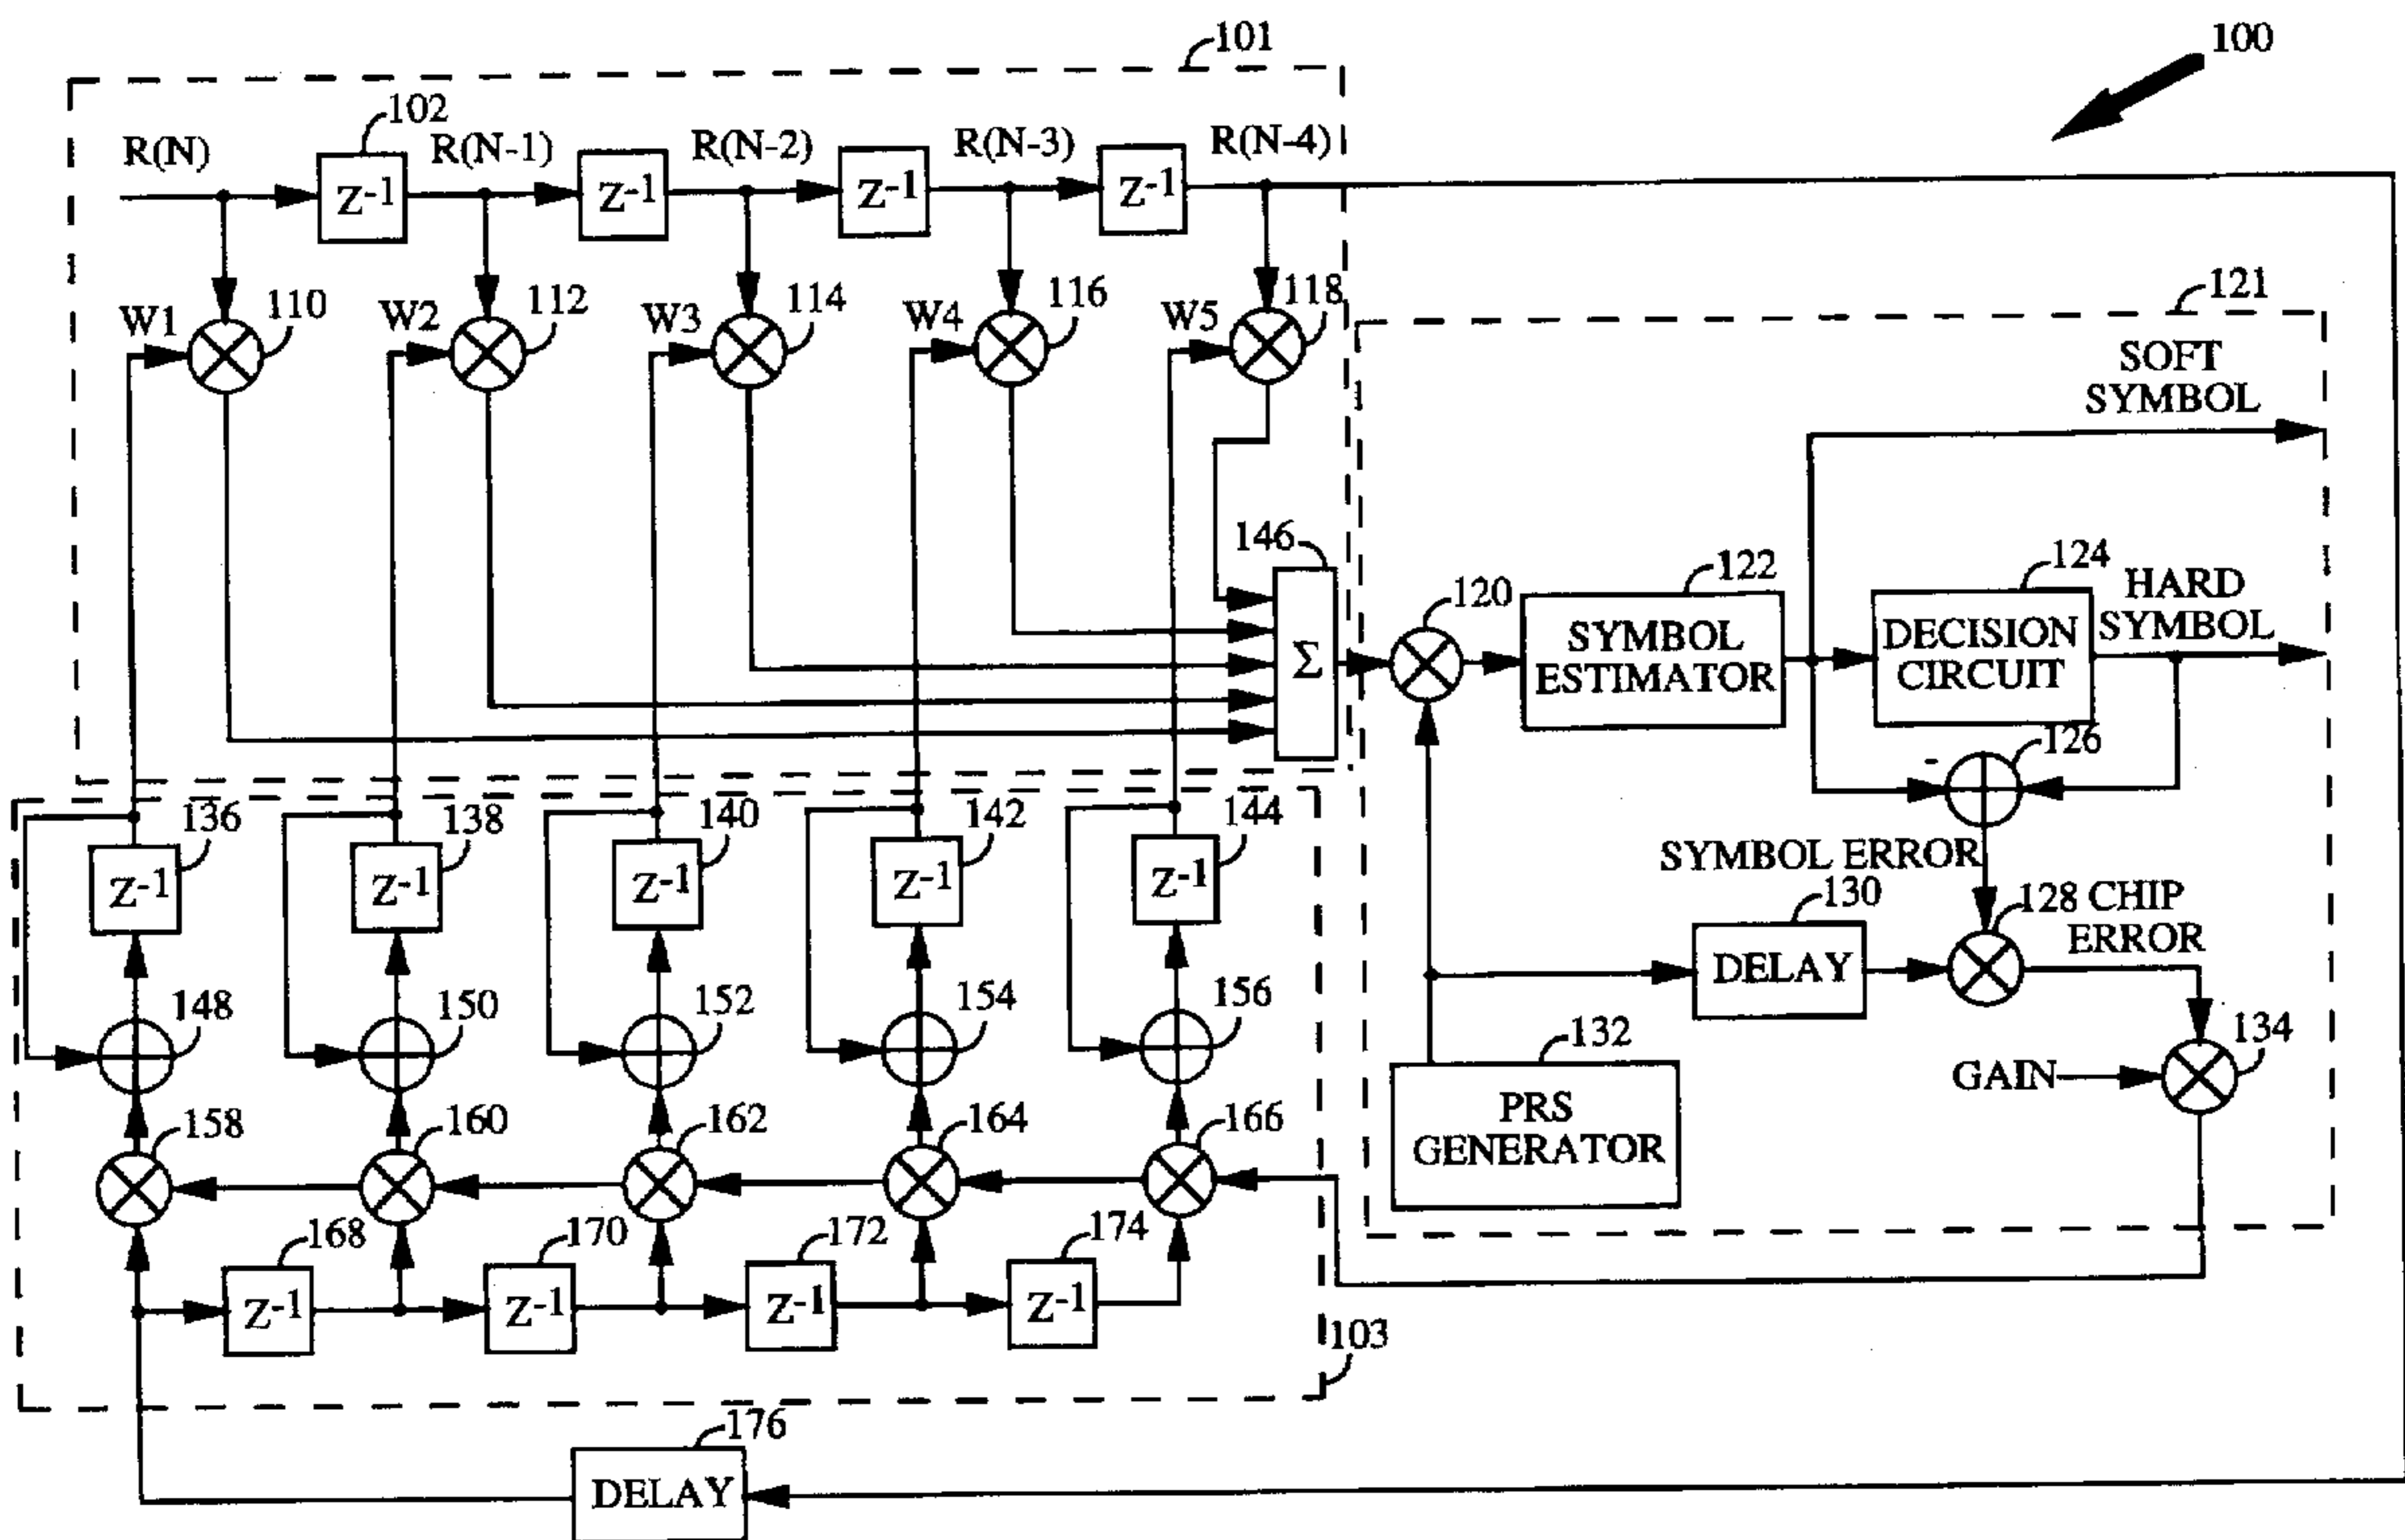 101
100
102
R(N)
R(N-1)
R(N-2)
R(N-3)
R(N-4)
Z-1
Z-1
Z-1
Z-1
121
W1
110
W2
112
W3
114
W4
116
W5
118
SOFT
SYMBOL
146
Σ
120
122
SYMBOL
ESTIMATOR
124
DECISION
CIRCUIT
HARD
SYMBOL
-
126
SYMBOL ERROR
136
Z-1
138
Z-1
140
Z-1
142
Z-1
144
Z-1
130
DELAY
128 CHIP
ERROR
148
150
152
154
156
132
PRS
GENERATOR
GAIN
134
158
160
162
164
166
168
Z-1
170
Z-1
172
Z-1
174
Z-1
103
176
DELAY